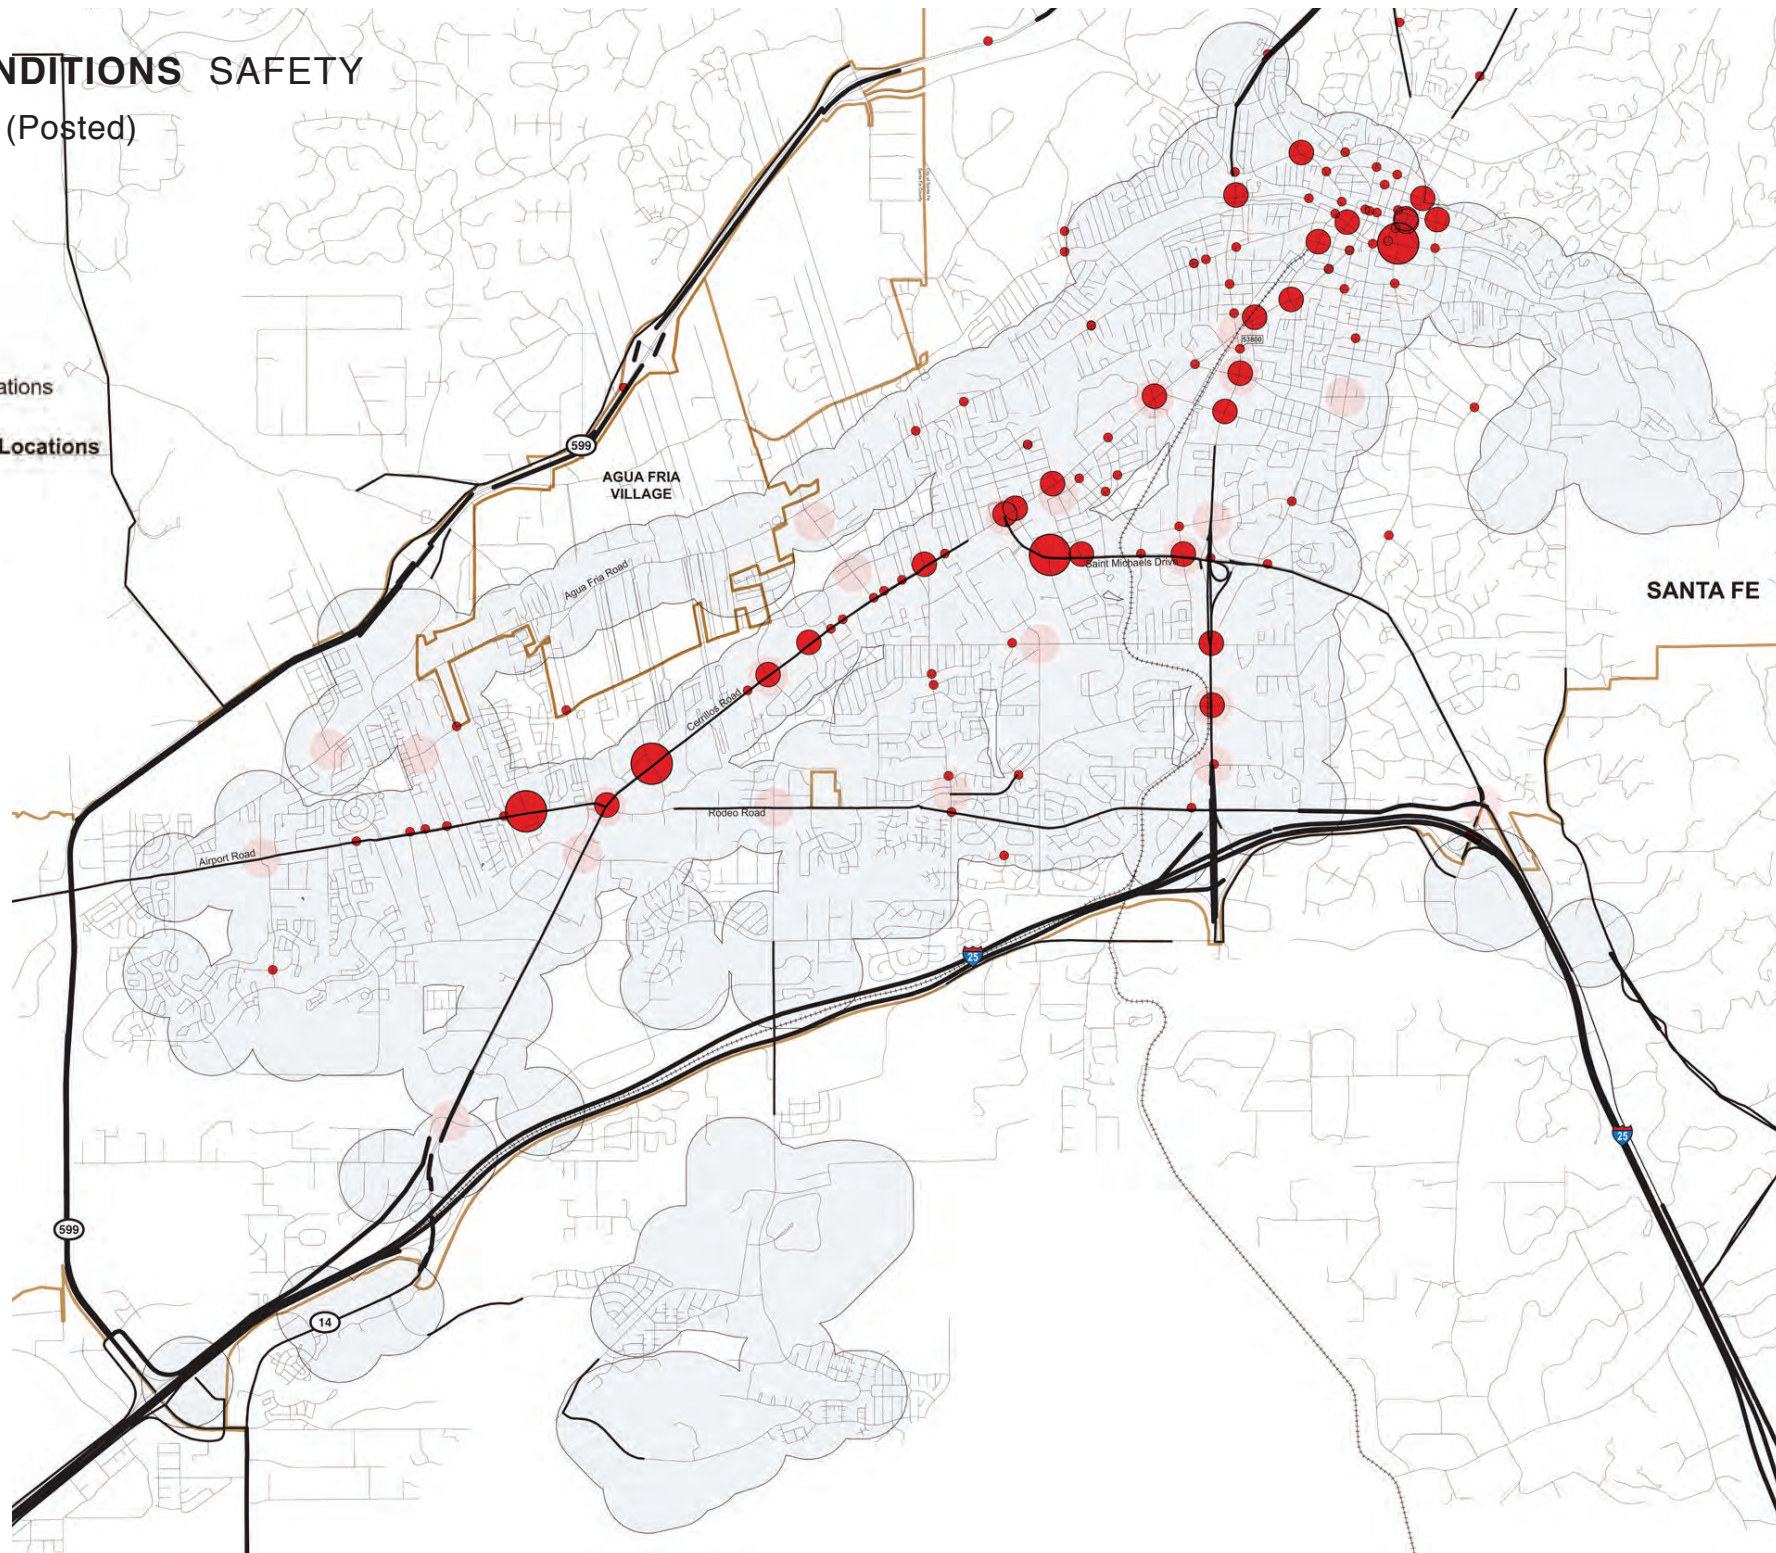 NDITIONS SAFETY
(Posted)
ations
Locations
599
AGUA FRIA
VILLAGE
Agua Fria Road
53800
Saint Michaels Drive
SANTA FE
Cerrillos Road
Rodeo Road
Airport Road
25
25
599
14